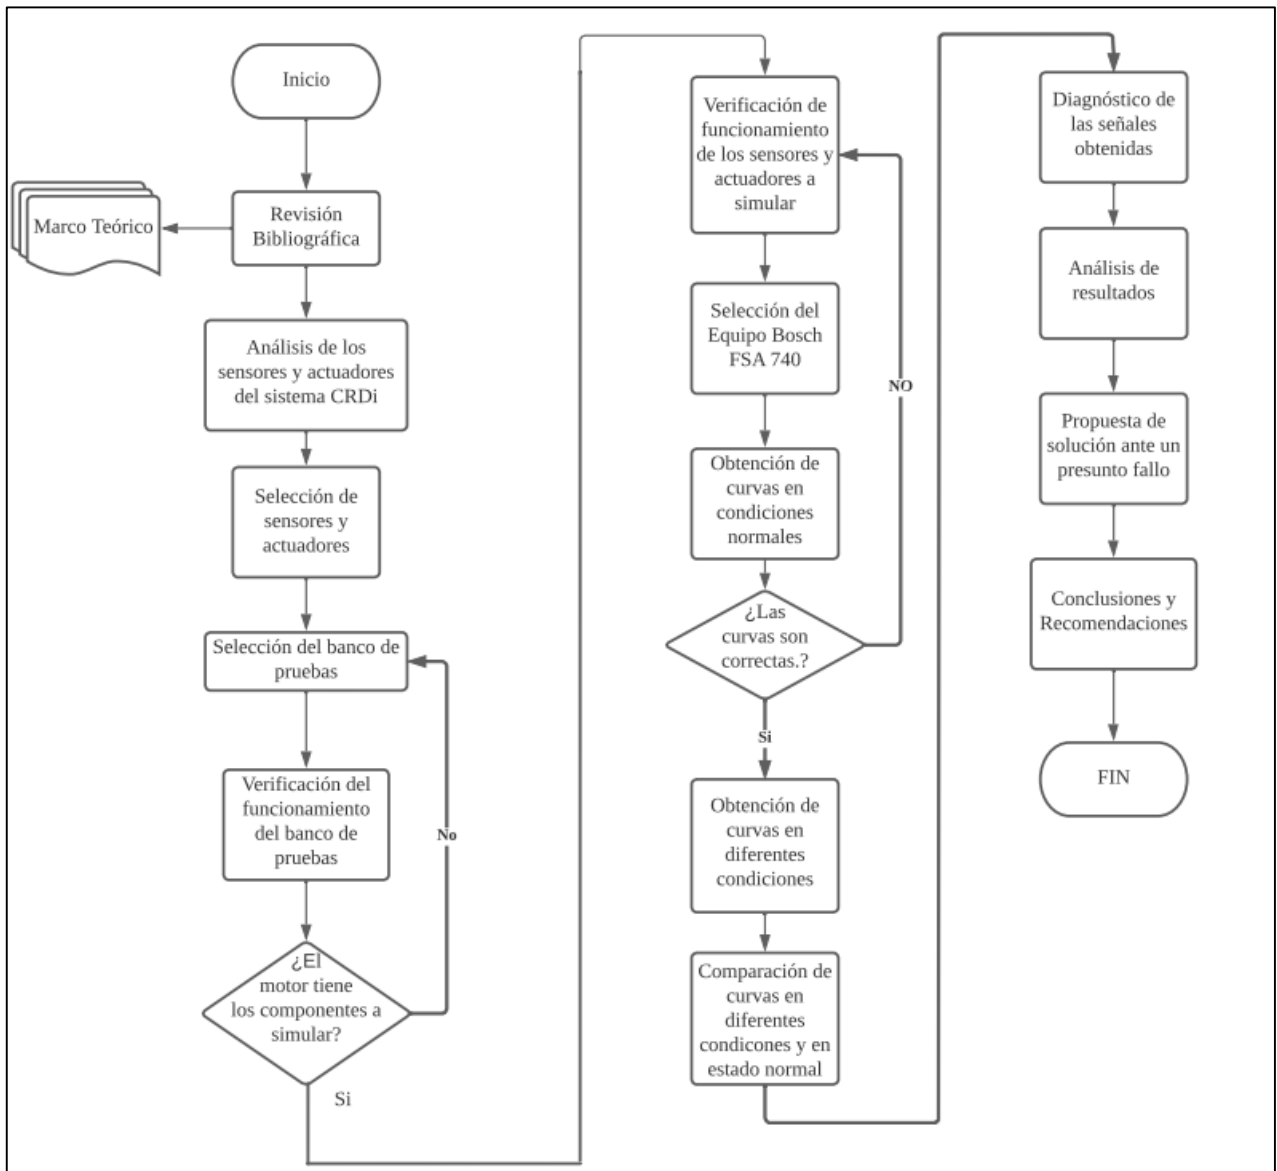 Inicio
Marco Teórico
Revisión
Bibliográfica
Análisis de los
sensores y actuadores
del sistema CRDi
Selección de
sensores y
actuadores
Selección del banco de
pruebas
Verificación del
funcionamiento
del banco de
pruebas
No
¿El
motor tiene
los componentes a
simular?
Si
Verificación de
funcionamiento
de los sensores y
actuadores a
simular
Selección del
Equipo Bosch
FSA 740
NO
Obtención de
curvas en
condiciones
normales
¿Las
curvas son
correctas.?
Si
Obtención de
curvas en
diferentes
condiciones
Comparación de
curvas en
diferentes
condicones y en
estado normal
Diagnóstico de
las señales
obtenidas
Análisis de
resultados
Propuesta de
solución ante un
presunto fallo
Conclusiones y
Recomendaciones
FIN